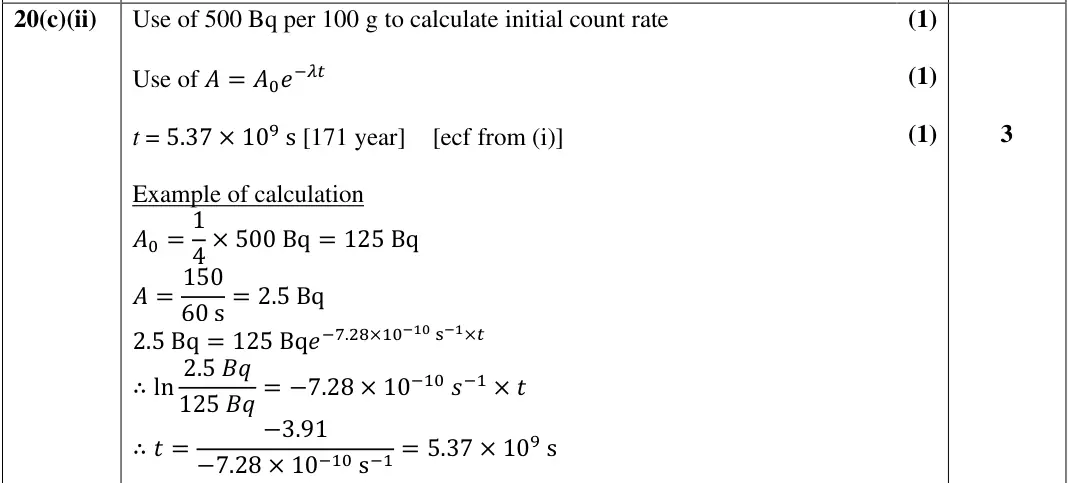 20(c)(ii) Use of 500 Bq per 100 g to calculate initial count rate (1)
Use of A = A₀e^{−λt} (1)
t = 5.37 × 10⁹ s [171 year] [ecf from (i)] (1) 3
Example of calculation
A₀ = 1/4 × 500 Bq = 125 Bq
A = 150/60 s = 2.5 Bq
2.5 Bq = 125 Bqe^{−7.28×10⁻¹⁰ s⁻¹×t}
∴ ln 2.5 Bq/125 Bq = −7.28 × 10⁻¹⁰ s⁻¹ × t
∴ t = −3.91/−7.28 × 10⁻¹⁰ s⁻¹ = 5.37 × 10⁹ s